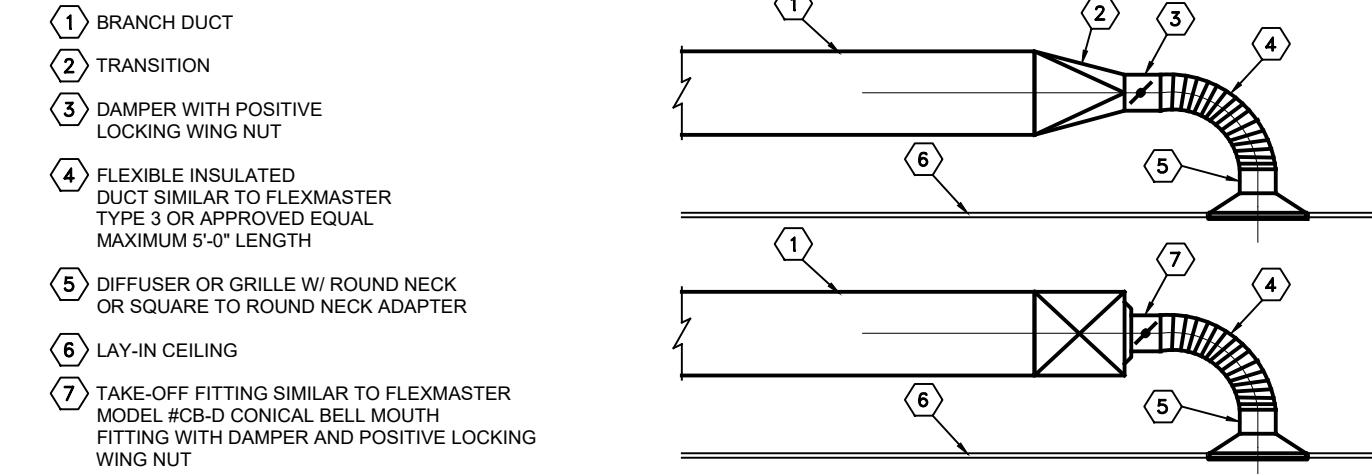 1 BRANCH DUCT
2 TRANSITION
3 DAMPER WITH POSITIVE
LOCKING WING NUT
4 FLEXIBLE INSULATED
DUCT SIMILAR TO FLEXMASTER
TYPE 3 OR APPROVED EQUAL
MAXIMUM 5'-0" LENGTH
5 DIFFUSER OR GRILLE W/ ROUND NECK
OR SQUARE TO ROUND NECK ADAPTER
6 LAY-IN CEILING
7 TAKE-OFF FITTING SIMILAR TO FLEXMASTER
MODEL #CB-D CONICAL BELL MOUTH
FITTING WITH DAMPER AND POSITIVE LOCKING
WING NUT
1
2
3
4
6
5
1
7
4
6
5